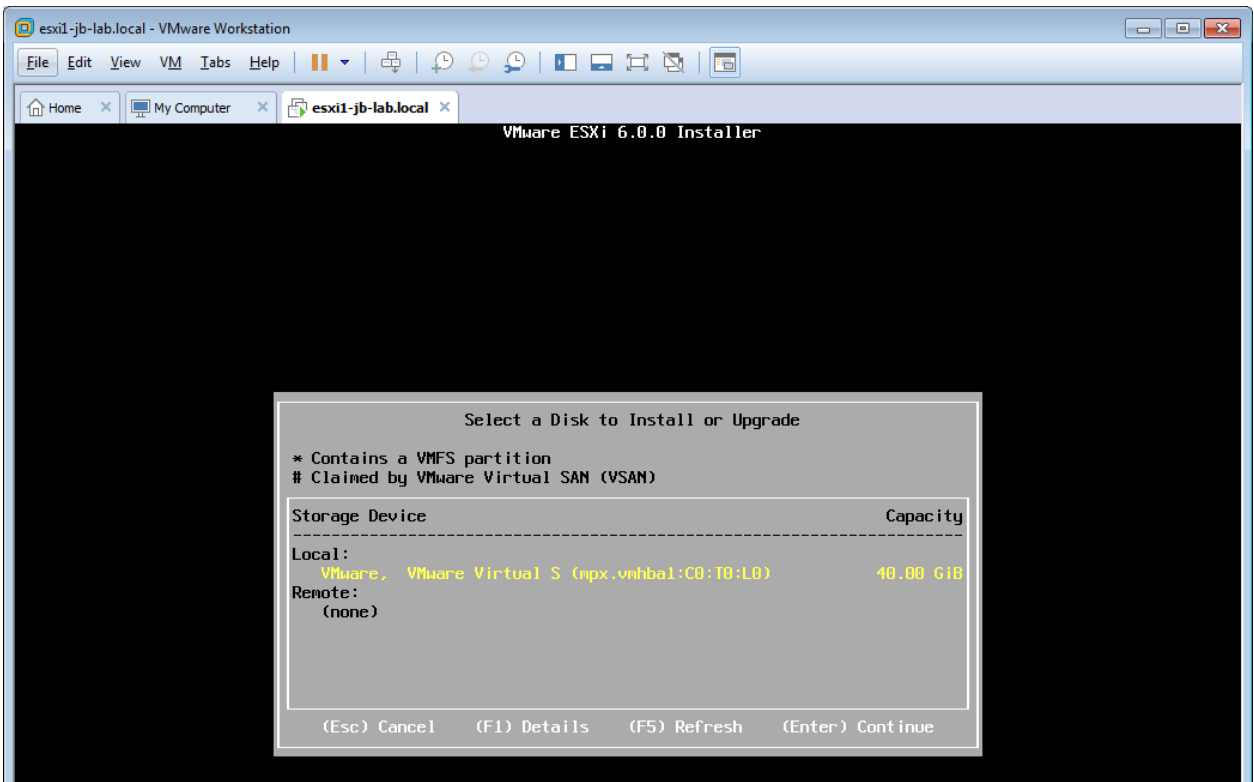 esxi1-jb-lab.local - VMware Workstation
File Edit View VM Tabs Help
Home My Computer esxi1-jb-lab.local
VMware ESXi 6.0.0 Installer
Select a Disk to Install or Upgrade
* Contains a VMFS partition
# Claimed by VMware Virtual SAN (VSAN)
Storage Device Capacity
--------------------------------------------------------------------
Local:
VMware, VMware Virtual S (mpx.vmhba1:C0:T0:L0) 40.00 GiB
Remote:
(none)
(Esc) Cancel (F1) Details (F5) Refresh (Enter) Continue